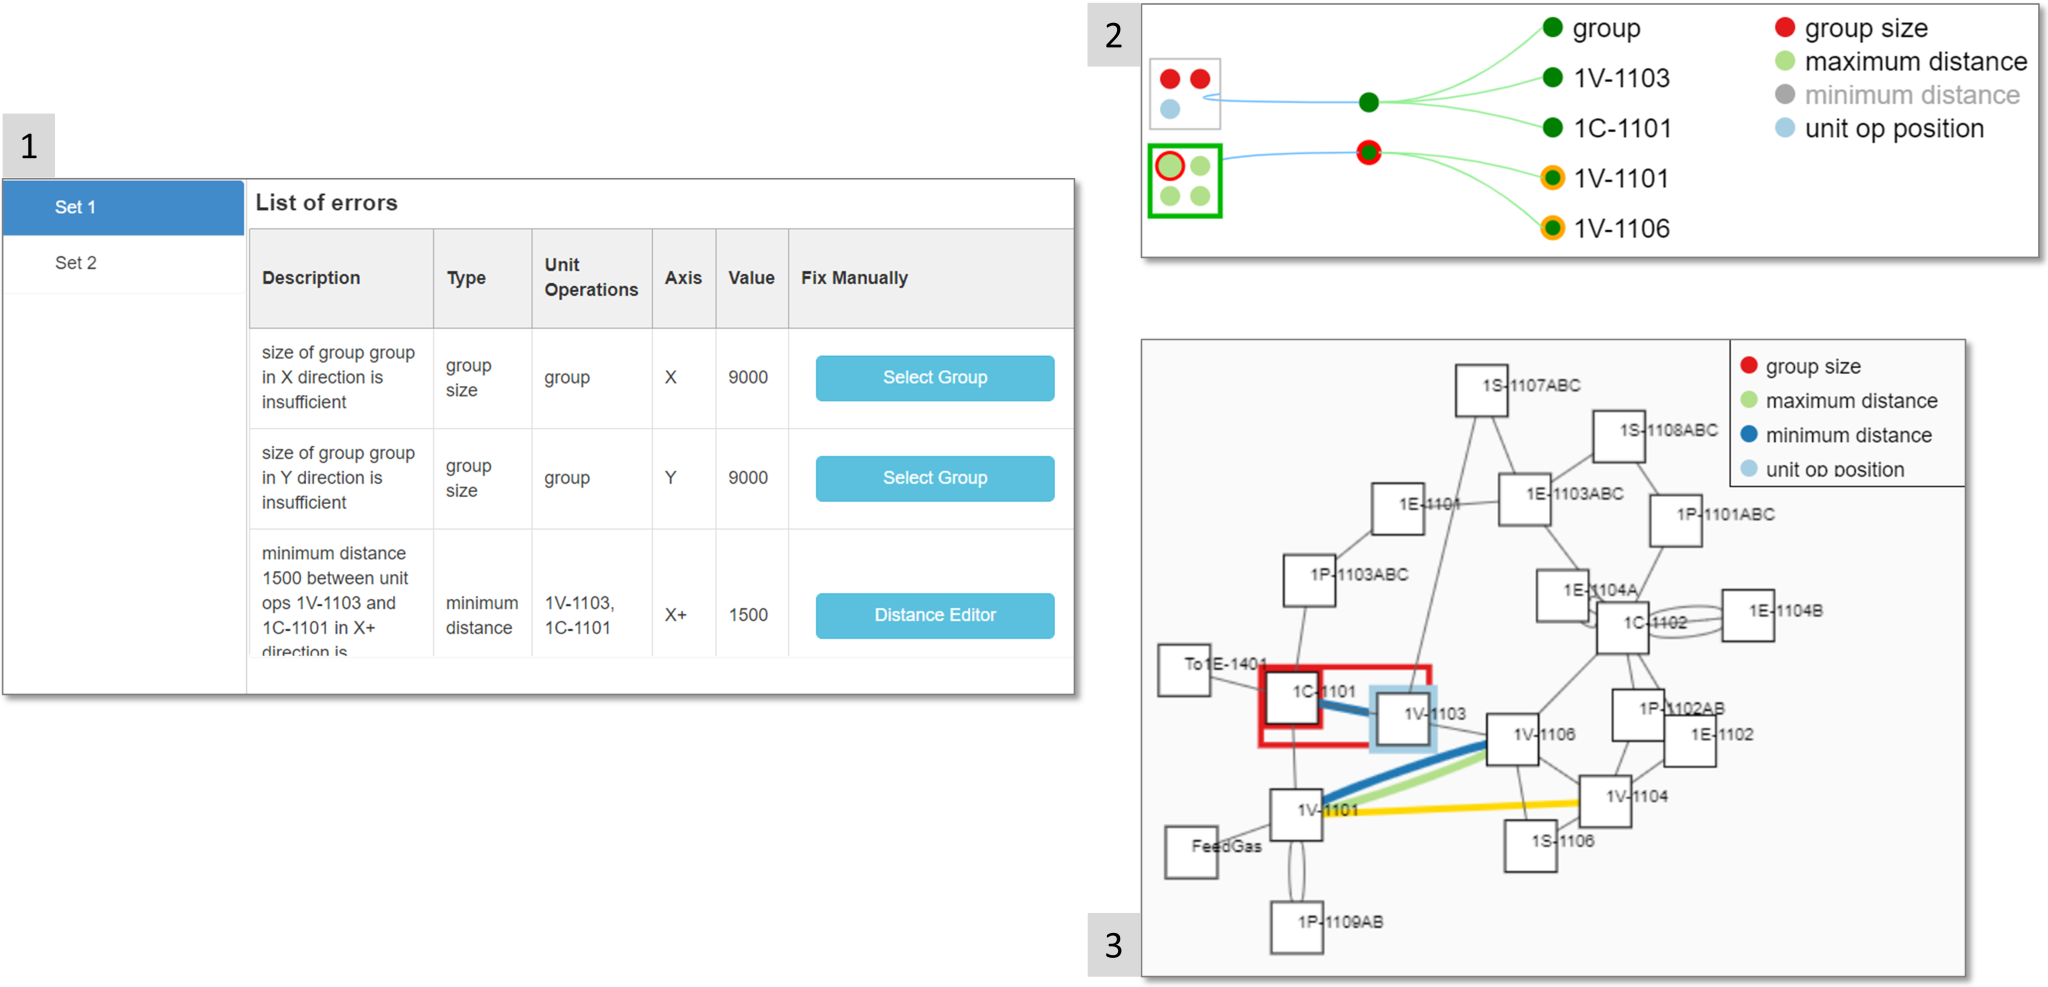 1
Set 1
Set 2
List of errors
Description
Type
Unit
Operations
Axis
Value
Fix Manually
size of group group
in X direction is
insufficient
group
size
group
X
9000
Select Group
size of group group
in Y direction is
insufficient
group
size
group
Y
9000
Select Group
minimum distance
1500 between unit
ops 1V-1103 and
1C-1101 in X+
direction is
minimum
distance
1V-1103,
1C-1101
X+
1500
Distance Editor
2
group
1V-1103
1C-1101
1V-1101
1V-1106
group size
maximum distance
minimum distance
unit op position
3
group size
maximum distance
minimum distance
unit op position
1S-1107ABC
1S-1108ABC
1E-1103ABC
1E-1101
1P-1101ABC
1P-1103ABC
1E-1104A
1E-1104B
1C-1102
To1E-1401
1C-1101
1V-1103
1P-1102AB
1V-1106
1E-1102
1V-1104
1V-1101
1S-1106
FeedGas
1P-1109AB